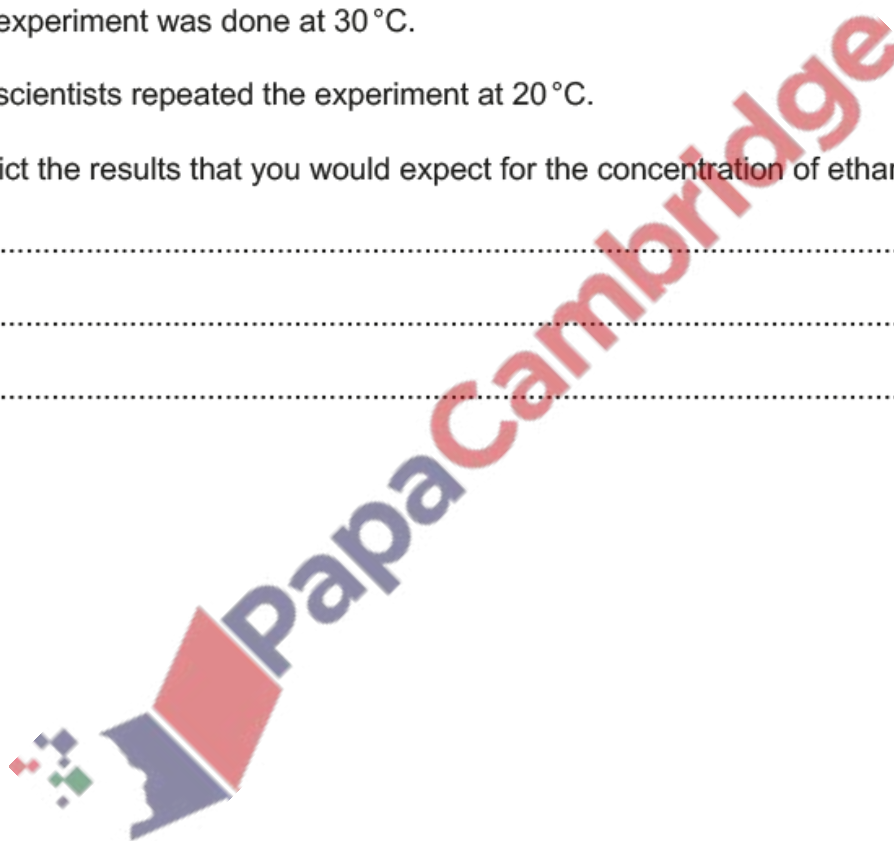 experiment was done at 30 °C.
scientists repeated the experiment at 20 °C.
ict the results that you would expect for the concentration of ethan
PapaCambridge